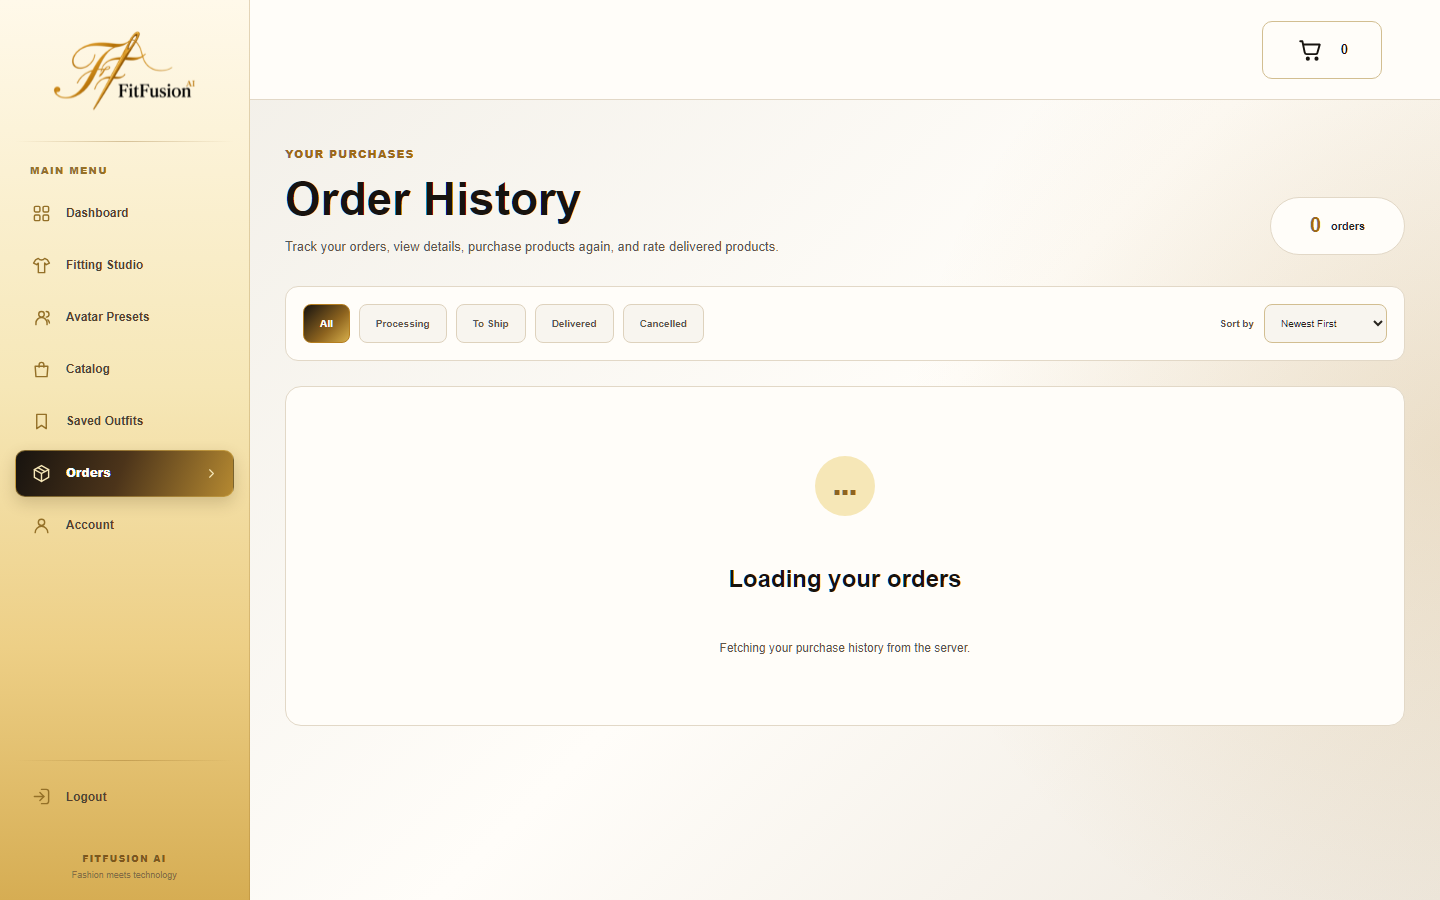 FitFusion AI
MAIN MENU
Dashboard
Fitting Studio
Avatar Presets
Catalog
Saved Outfits
Orders
Account
Logout
FITFUSION AI
Fashion meets technology
0
YOUR PURCHASES
Order History
Track your orders, view details, purchase products again, and rate delivered products.
0 orders
All Processing To Ship Delivered Cancelled Sort by Newest First
...
Loading your orders
Fetching your purchase history from the server.